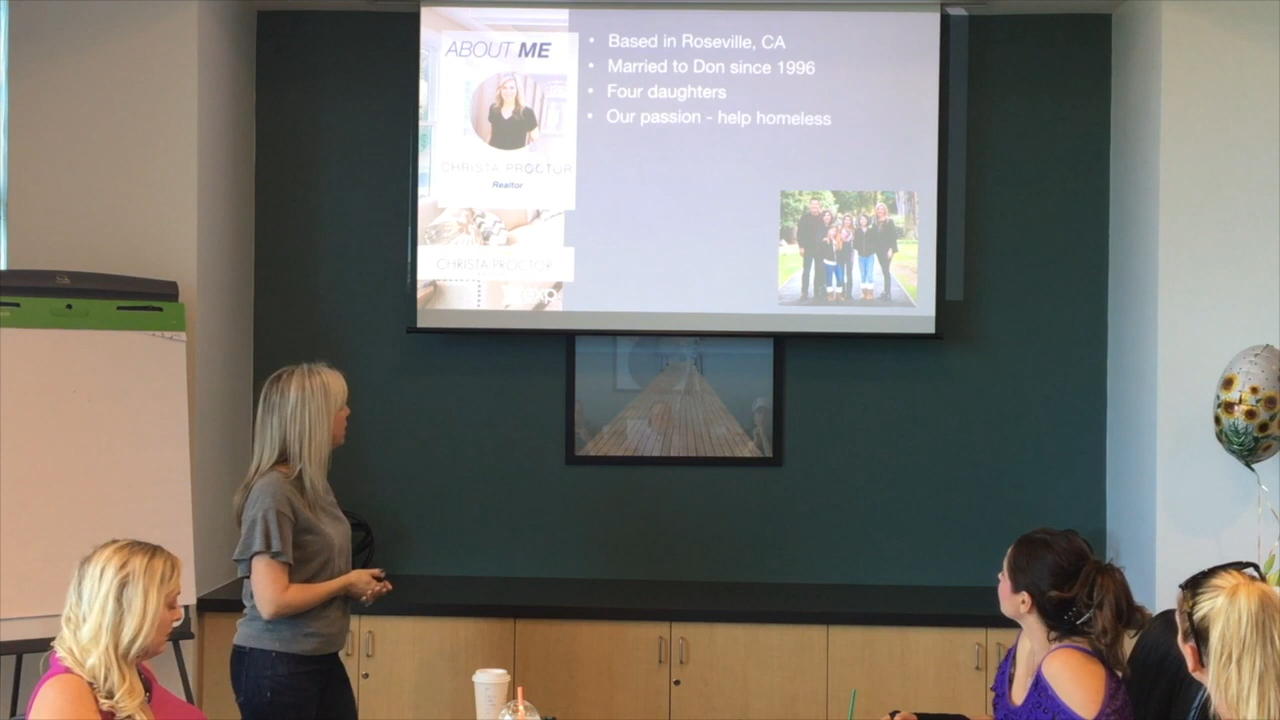 ABOUT ME
CHRISTA PROCTOR
Realtor
CHRISTA PROCTOR
exp
• Based in Roseville, CA
• Married to Don since 1996
• Four daughters
• Our passion - help homeless